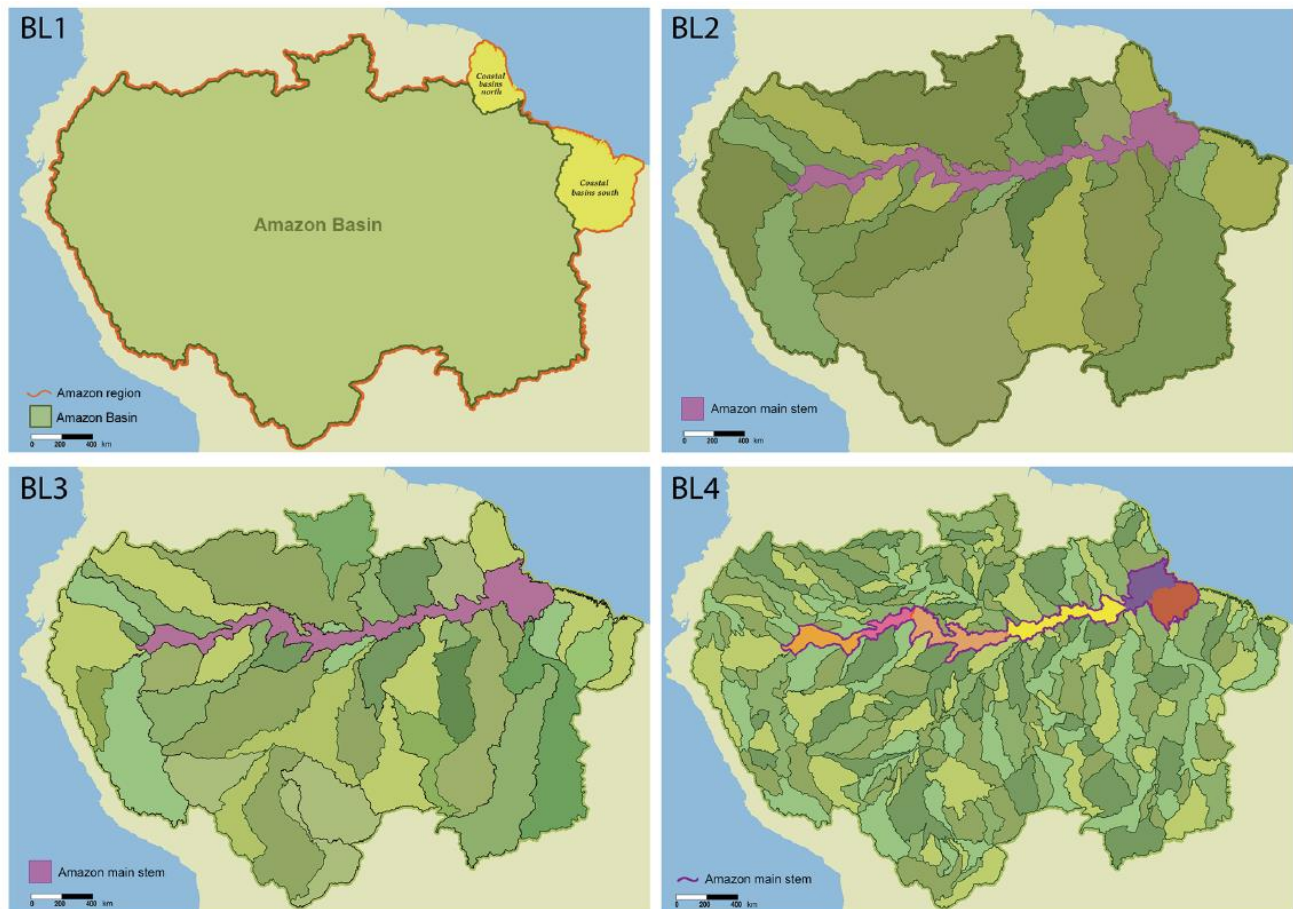 BL1
Coastal
basins
north
Coastal
basins south
Amazon Basin
Amazon region
Amazon Basin
0 200 400 km
BL2
Amazon main stem
0 200 400 km
BL3
Amazon main stem
0 200 400 km
BL4
Amazon main stem
0 200 400 km